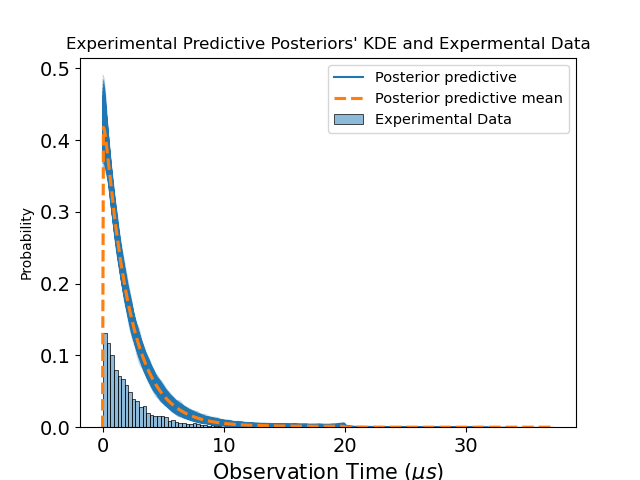 Experimental Predictive Posteriors' KDE and Expermental Data
Posterior predictive
Posterior predictive mean
Experimental Data
Probability
0.5
0.4
0.3
0.2
0.1
0.0
0 10 20 30
Observation Time (μs)